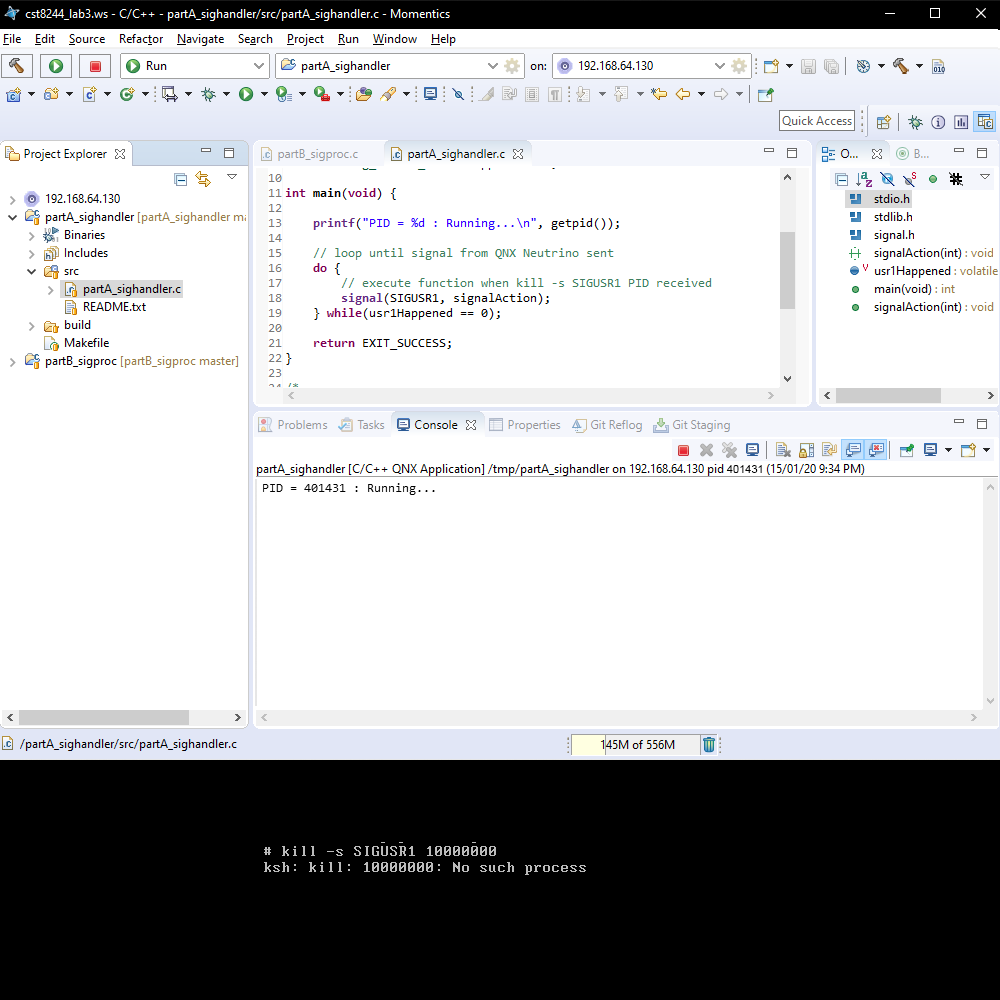 cst8244_lab3.ws - C/C++ - partA_sighandler/src/partA_sighandler.c - Momentics
File Edit Source Refactor Navigate Search Project Run Window Help
Run partA_sighandler on: 192.168.64.130
Quick Access
Project Explorer
192.168.64.130
partA_sighandler [partA_sighandler ma
Binaries
Includes
src
partA_sighandler.c
README.txt
build
Makefile
partB_sigproc [partB_sigproc master]
partB_sigproc.c partA_sighandler.c
10
11 int main(void) {
12
13 printf("PID = %d : Running...\n", getpid());
14
15 // loop until signal from QNX Neutrino sent
16 do {
17 // execute function when kill -s SIGUSR1 PID received
18 signal(SIGUSR1, signalAction);
19 } while(usr1Happened == 0);
20
21 return EXIT_SUCCESS;
22 }
23
24 /*
O... B...
stdio.h
stdlib.h
signal.h
signalAction(int) : void
usr1Happened : volatile
main(void) : int
signalAction(int) : void
Problems Tasks Console Properties Git Reflog Git Staging
partA_sighandler [C/C++ QNX Application] /tmp/partA_sighandler on 192.168.64.130 pid 401431 (15/01/20 9:34 PM)
PID = 401431 : Running...
/partA_sighandler/src/partA_sighandler.c
145M of 556M
# kill -s SIGUSR1 10000000
ksh: kill: 10000000: No such process